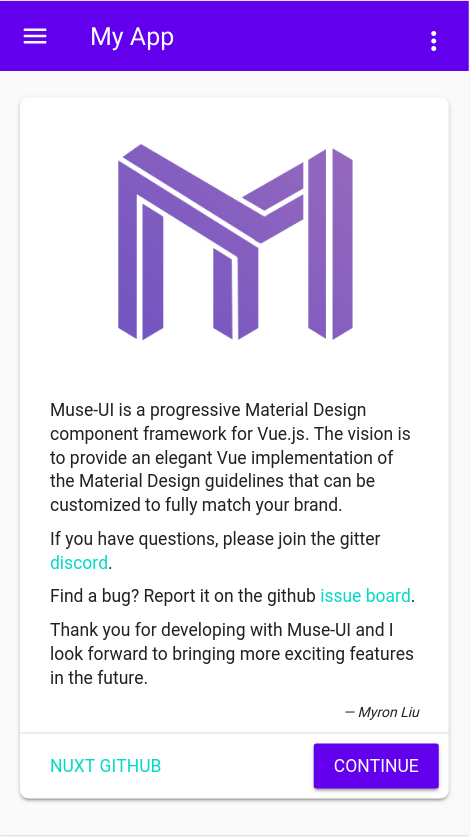 My App
Muse-UI is a progressive Material Design
component framework for Vue.js. The vision is
to provide an elegant Vue implementation of
the Material Design guidelines that can be
customized to fully match your brand.
If you have questions, please join the gitter
discord.
Find a bug? Report it on the github issue board.
Thank you for developing with Muse-UI and I
look forward to bringing more exciting features
in the future.
— Myron Liu
NUXT GITHUB
CONTINUE